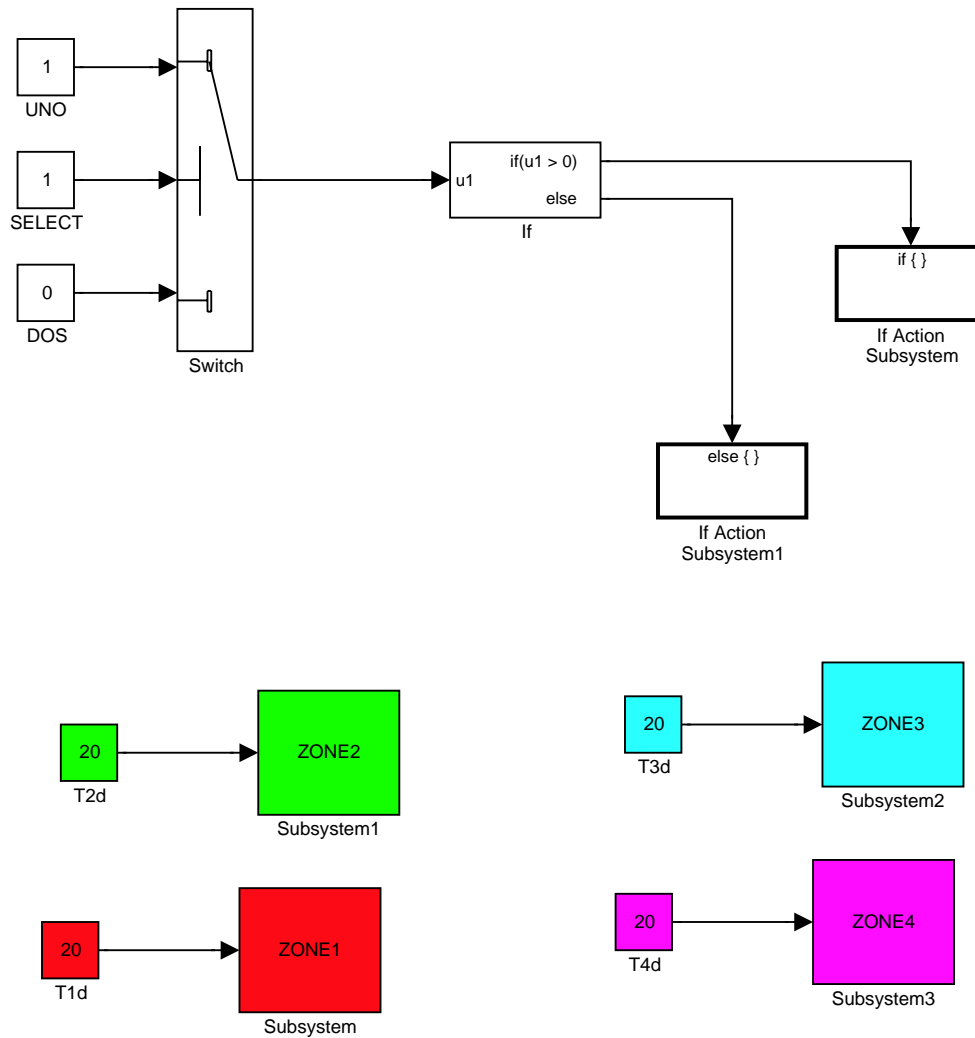 1
UNO
1
SELECT
0
DOS
Switch
u1
if(u1 > 0)
else
If
if { }
If Action
Subsystem
else { }
If Action
Subsystem1
20
T2d
ZONE2
Subsystem1
20
T3d
ZONE3
Subsystem2
20
T1d
ZONE1
Subsystem
20
T4d
ZONE4
Subsystem3